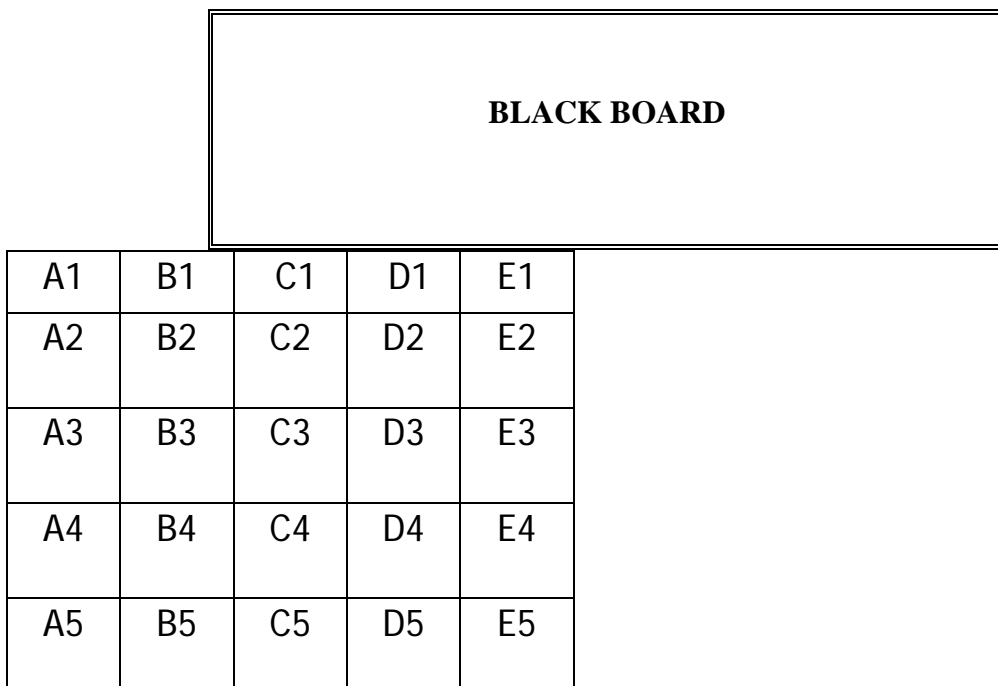 BLACK BOARD
A1 B1 C1 D1 E1
A2 B2 C2 D2 E2
A3 B3 C3 D3 E3
A4 B4 C4 D4 E4
A5 B5 C5 D5 E5